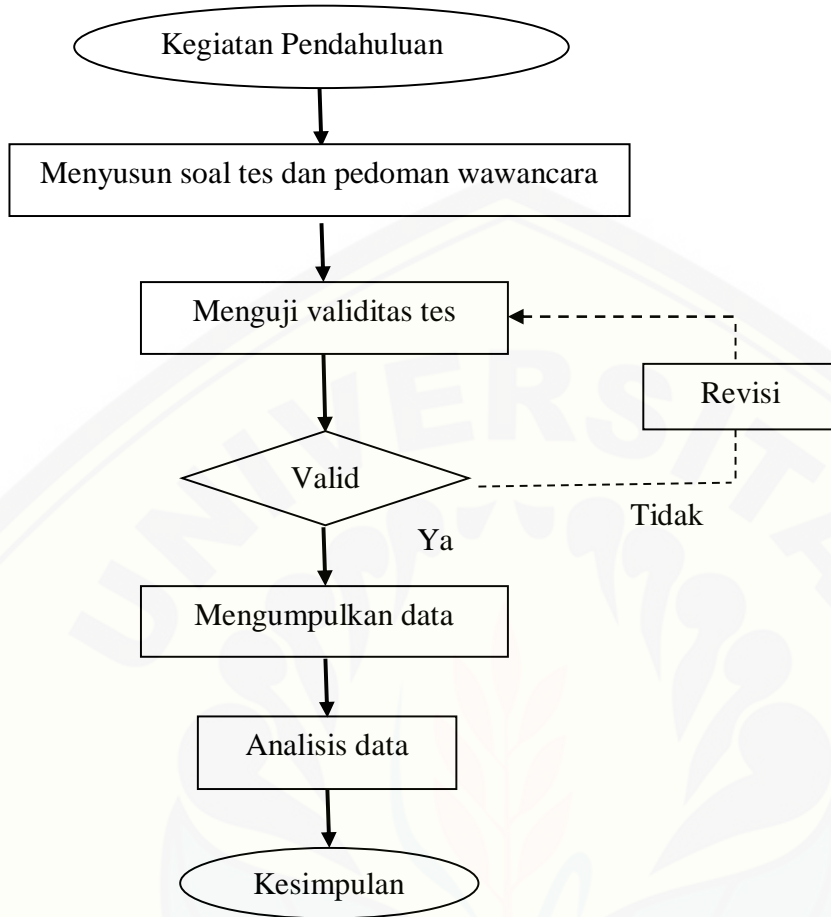 Kegiatan Pendahuluan
Menyusun soal tes dan pedoman wawancara
Menguji validitas tes
Revisi
Valid
Tidak
Ya
Mengumpulkan data
Analisis data
Kesimpulan
UNIVERSITA